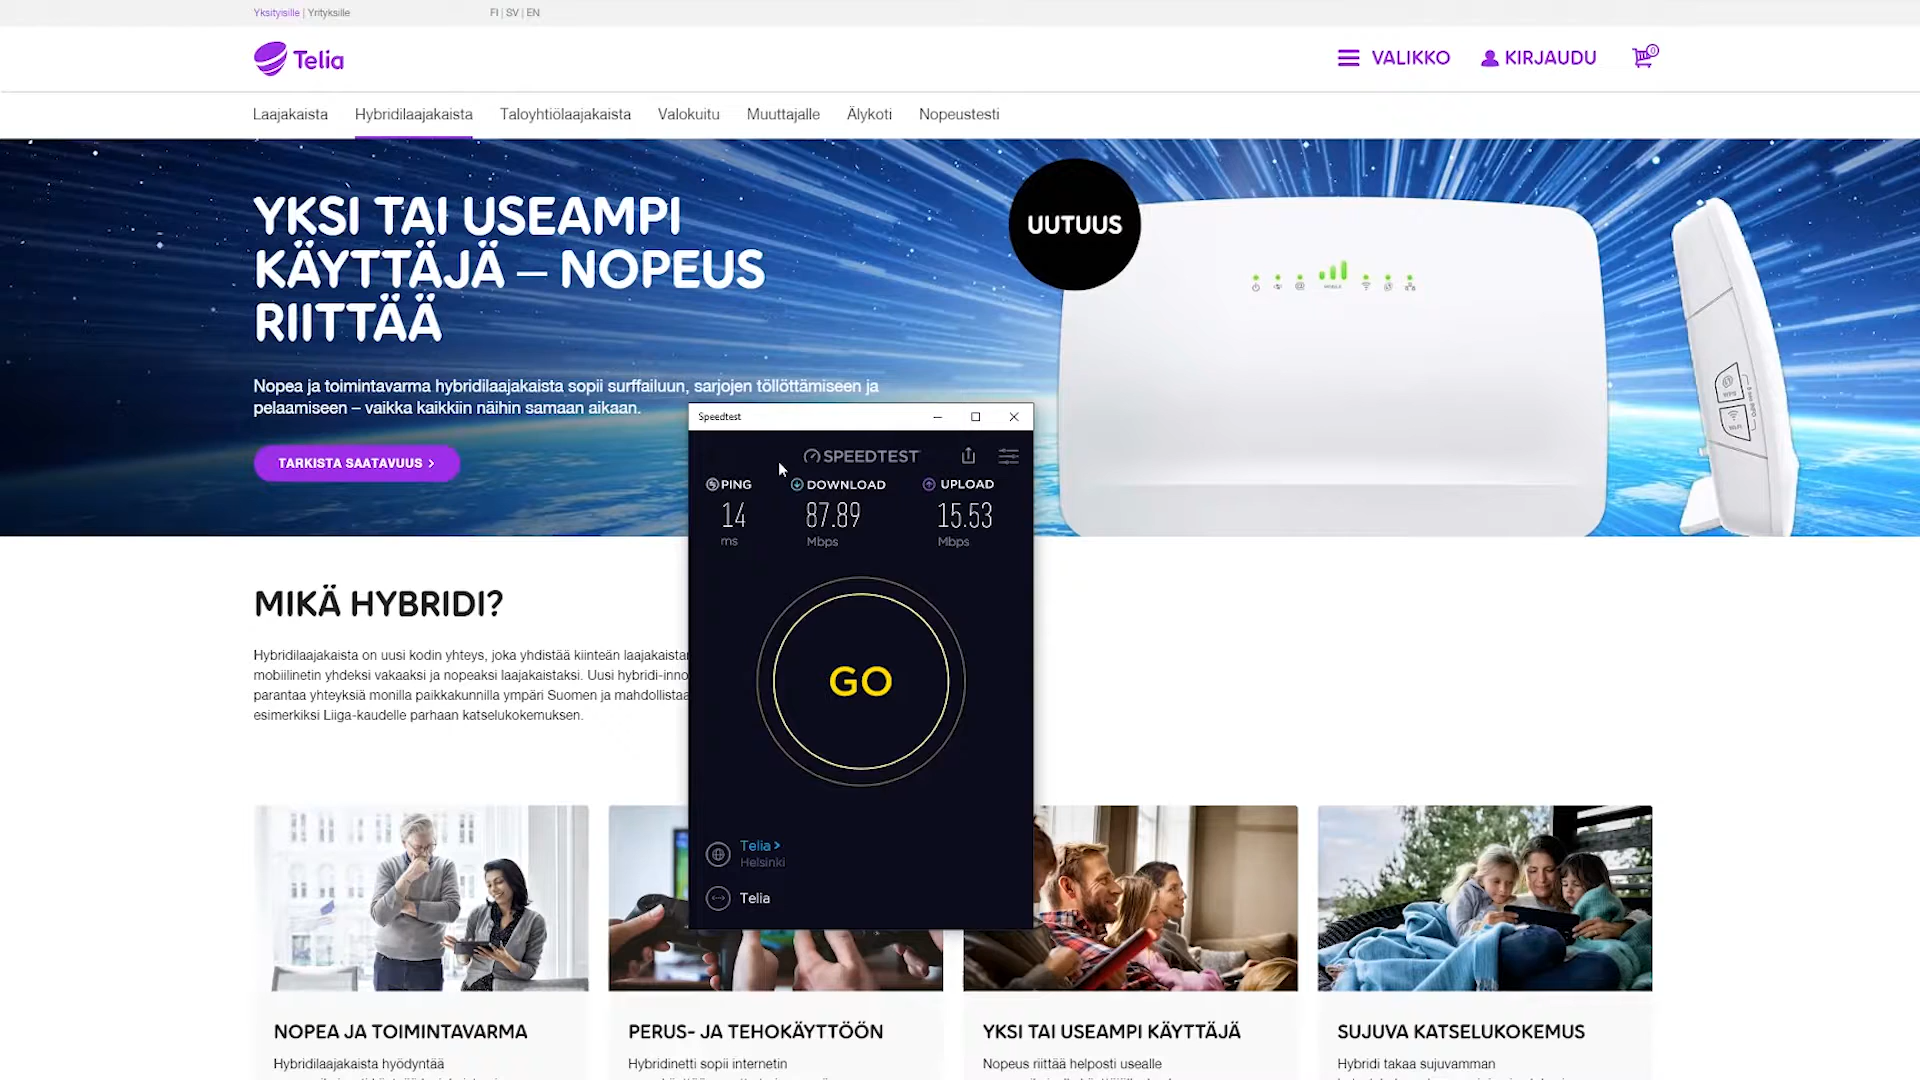 Yksityisille | Yrityksille
FI | SV | EN
Telia
VALIKKO
KIRJAUDU
0
Laajakaista
Hybridilaajakaista
Taloyhtiölaajakaista
Valokuitu
Muuttajalle
Älykoti
Nopeustesti
YKSI TAI USEAMPI
KÄYTTÄJÄ – NOPEUS
RIITTÄÄ
Nopea ja toimintavarma hybridilaajakaista sopii surffailuun, sarjojen töllöttämiseen ja
pelaamiseen – vaikka kaikkiin näihin samaan aikaan.
TARKISTA SAATAVUUS >
UUTUUS
MOBILE
WPS
Speedtest
SPEEDTEST
PING
DOWNLOAD
UPLOAD
14
87.89
15.53
ms
Mbps
Mbps
GO
Telia >
Helsinki
Telia
MIKÄ HYBRIDI?
Hybridilaajakaista on uusi kodin yhteys, joka yhdistää kiinteän laajakaistan
mobiilinetin yhdeksi vakaaksi ja nopeaksi laajakaistaksi. Uusi hybridi-inno
parantaa yhteyksiä monilla paikkakunnilla ympäri Suomen ja mahdollistaa
esimerkiksi Liiga-kaudelle parhaan katselukokemuksen.
NOPEA JA TOIMINTAVARMA
Hybridilaajakaista hyödyntää
PERUS- JA TEHOKÄYTTÖÖN
Hybridinetti sopii internetin
YKSI TAI USEAMPI KÄYTTÄJÄ
Nopeus riittää helposti usealle
SUJUVA KATSELUKOKEMUS
Hybridi takaa sujuvamman